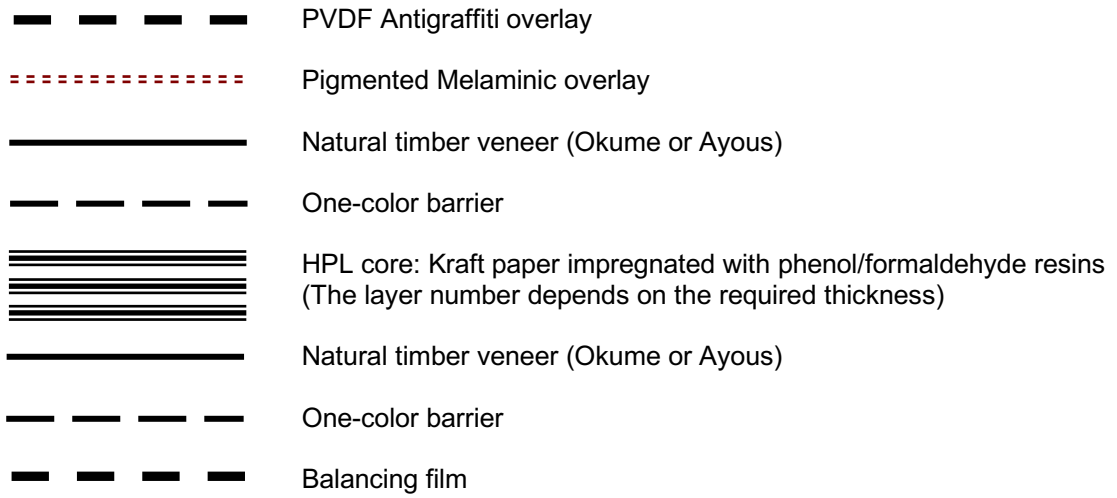 PVDF Antigraffiti overlay
Pigmented Melaminic overlay
Natural timber veneer (Okume or Ayous)
One-color barrier
HPL core: Kraft paper impregnated with phenol/formaldehyde resins
(The layer number depends on the required thickness)
Natural timber veneer (Okume or Ayous)
One-color barrier
Balancing film